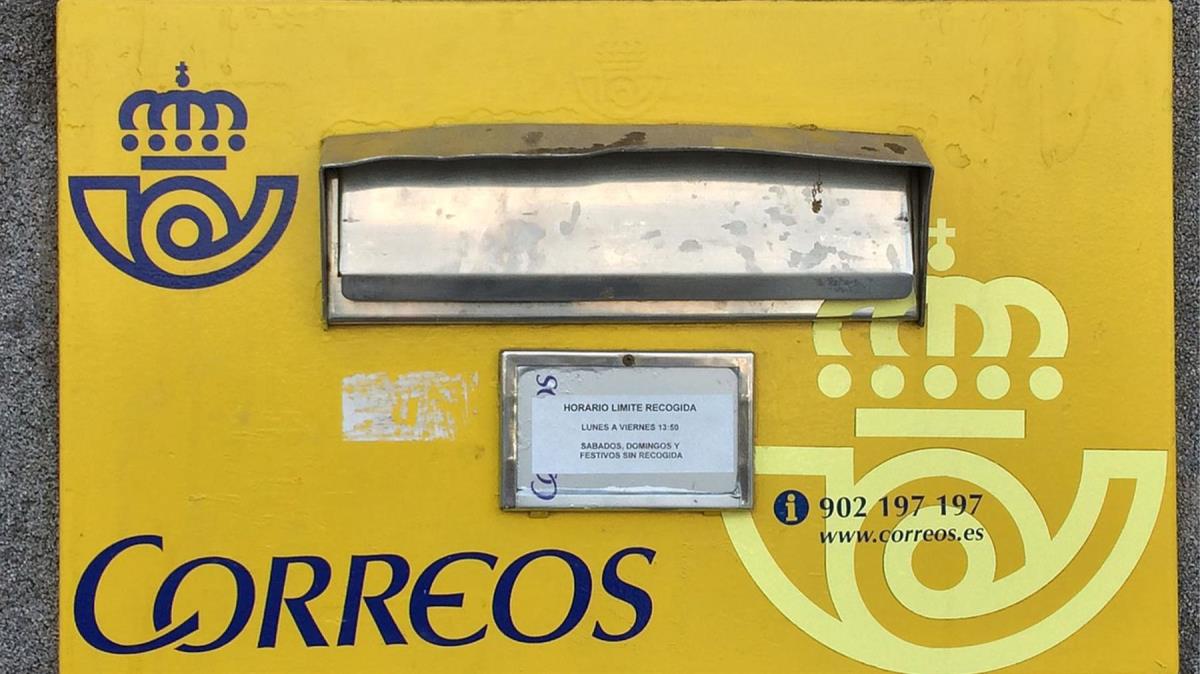 HORARIO LIMITE RECOGIDA
LUNES A VIERNES 13:50
SABADOS, DOMINGOS Y
FESTIVOS SIN RECOGIDA
902 197 197
www.correos.es
CORREOS